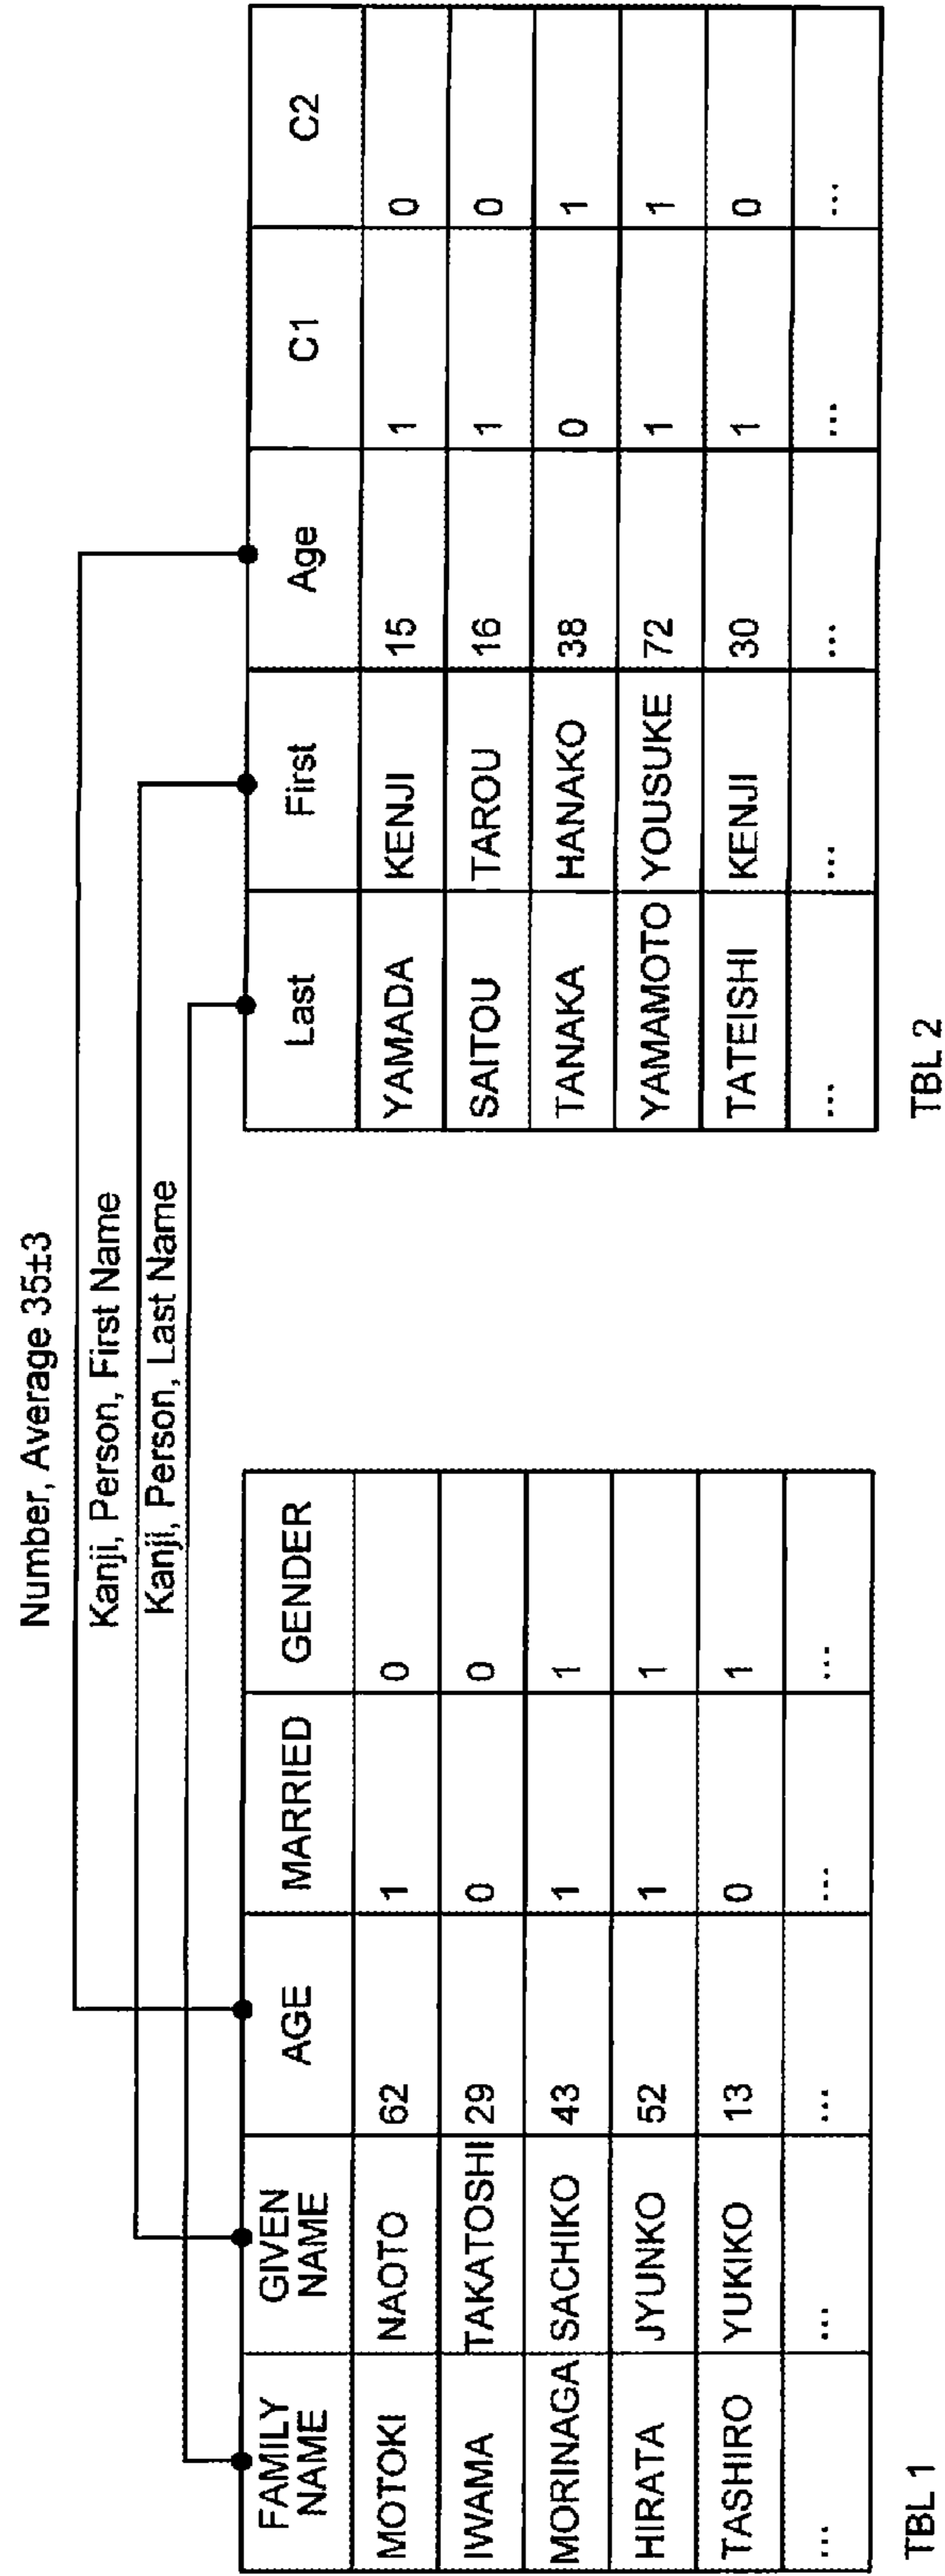 Number, Average 35±3
Kanji, Person, First Name
Kanji, Person, Last Name
FAMILY NAME GIVEN NAME AGE MARRIED GENDER
MOTOKI NAOTO 62 1 0
IWAMA TAKATOSHI 29 0 0
MORINAGA SACHIKO 43 1 1
HIRATA JYUNKO 52 1 1
TASHIRO YUKIKO 13 0 1
... ... ... ... ...
TBL 1
Last First Age C1 C2
YAMADA KENJI 15 1 0
SAITOU TAROU 16 1 0
TANAKA HANAKO 38 0 1
YAMAMOTO YOUSUKE 72 1 1
TATEISHI KENJI 30 1 0
... ... ... ... ...
TBL 2